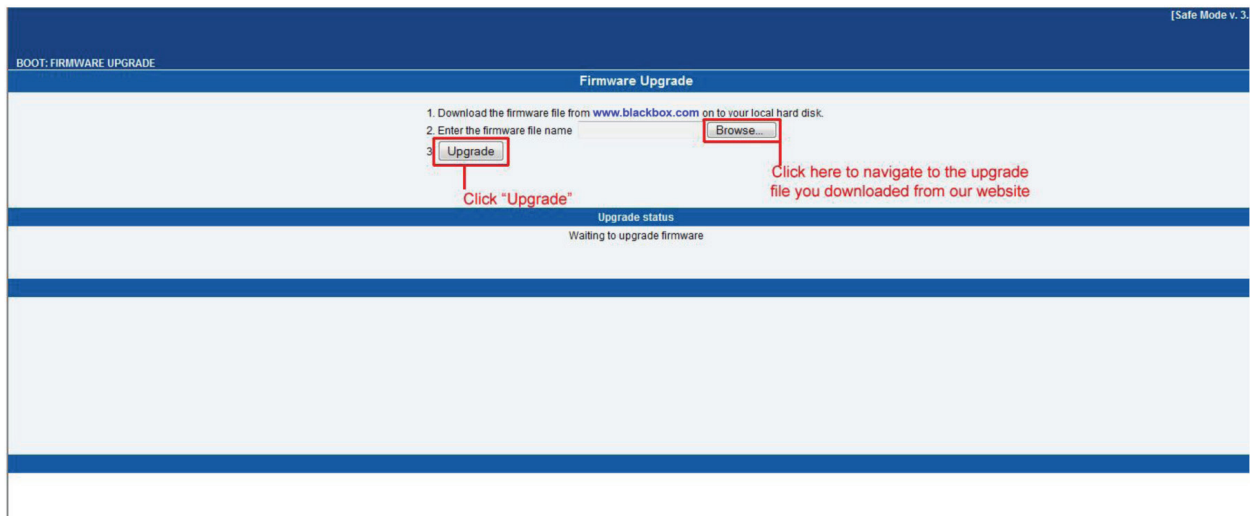 [Safe Mode v. 3.
BOOT: FIRMWARE UPGRADE
Firmware Upgrade
1. Download the firmware file from www.blackbox.com on to your local hard disk.
2. Enter the firmware file name Browse...
3. Upgrade
Click here to navigate to the upgrade
file you downloaded from our website
Click “Upgrade”
Upgrade status
Waiting to upgrade firmware